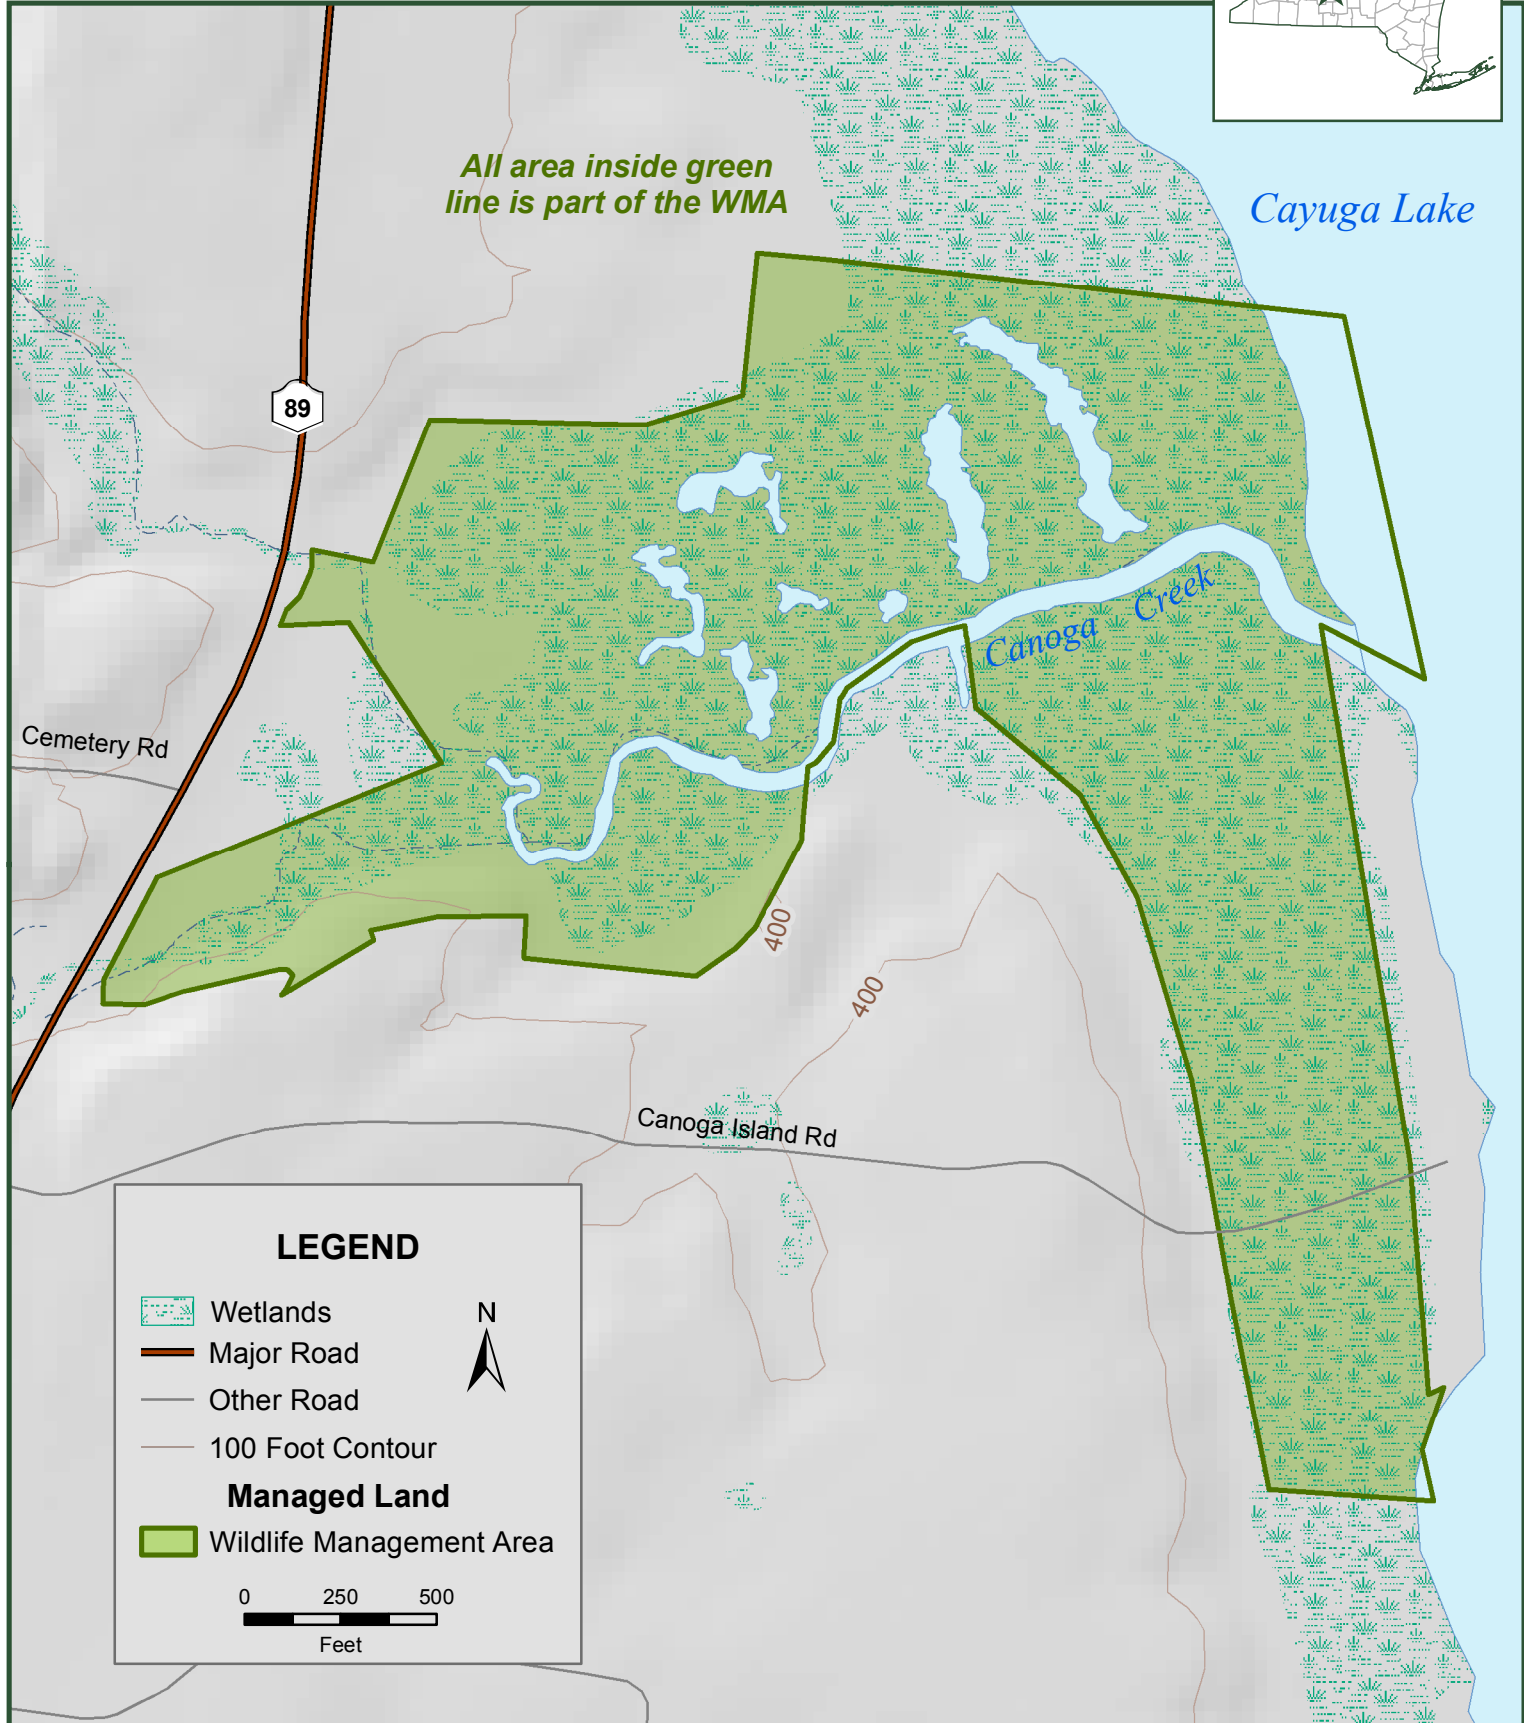 All area inside green
line is part of the WMA
Cayuga Lake
89
Canoga Creek
Cemetery Rd
400
400
Canoga Island Rd
LEGEND
Wetlands
N
Major Road
Other Road
100 Foot Contour
Managed Land
Wildlife Management Area
0 250 500
Feet